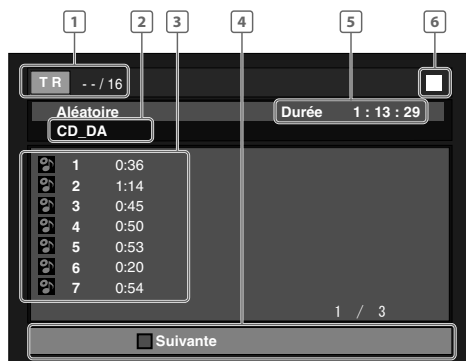 1 2 3 4 5 6
TR --/ 16
Aléatoire Durée 1 : 13 : 29
CD_DA
1 0:36
2 1:14
3 0:45
4 0:50
5 0:53
6 0:20
7 0:54
1 / 3
Suivante